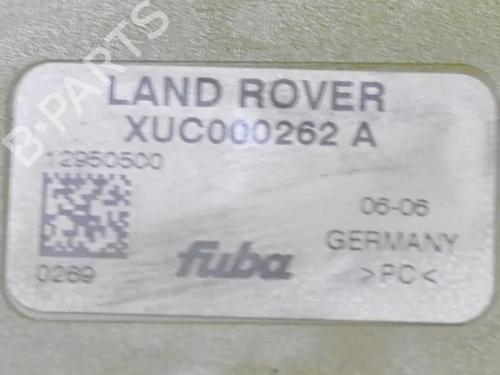 B-PARTS
LAND ROVER
XUC000262 A
12950500
06-06
GERMANY
0269
fuba
>PC<